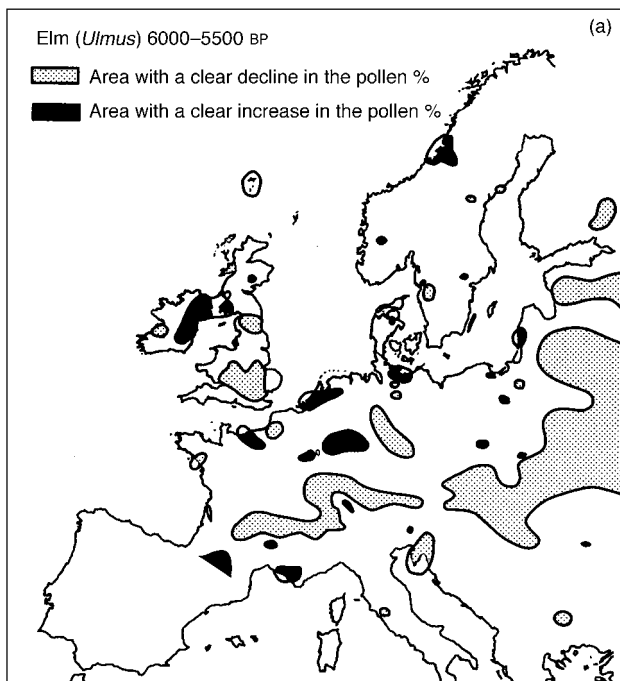 Elm (Ulmus) 6000–5500 BP
(a)
Area with a clear decline in the pollen %
Area with a clear increase in the pollen %